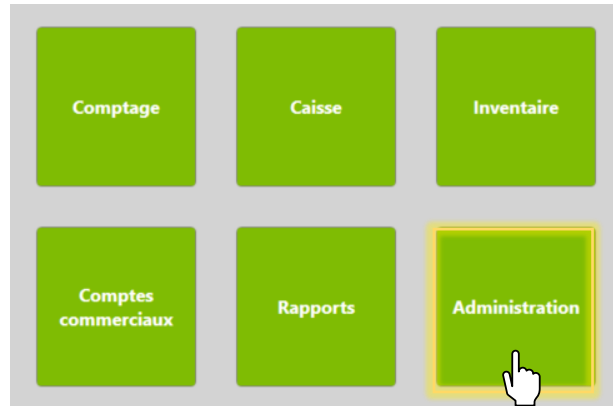 Comptage
Caisse
Inventaire
Comptes
commerciaux
Rapports
Administration